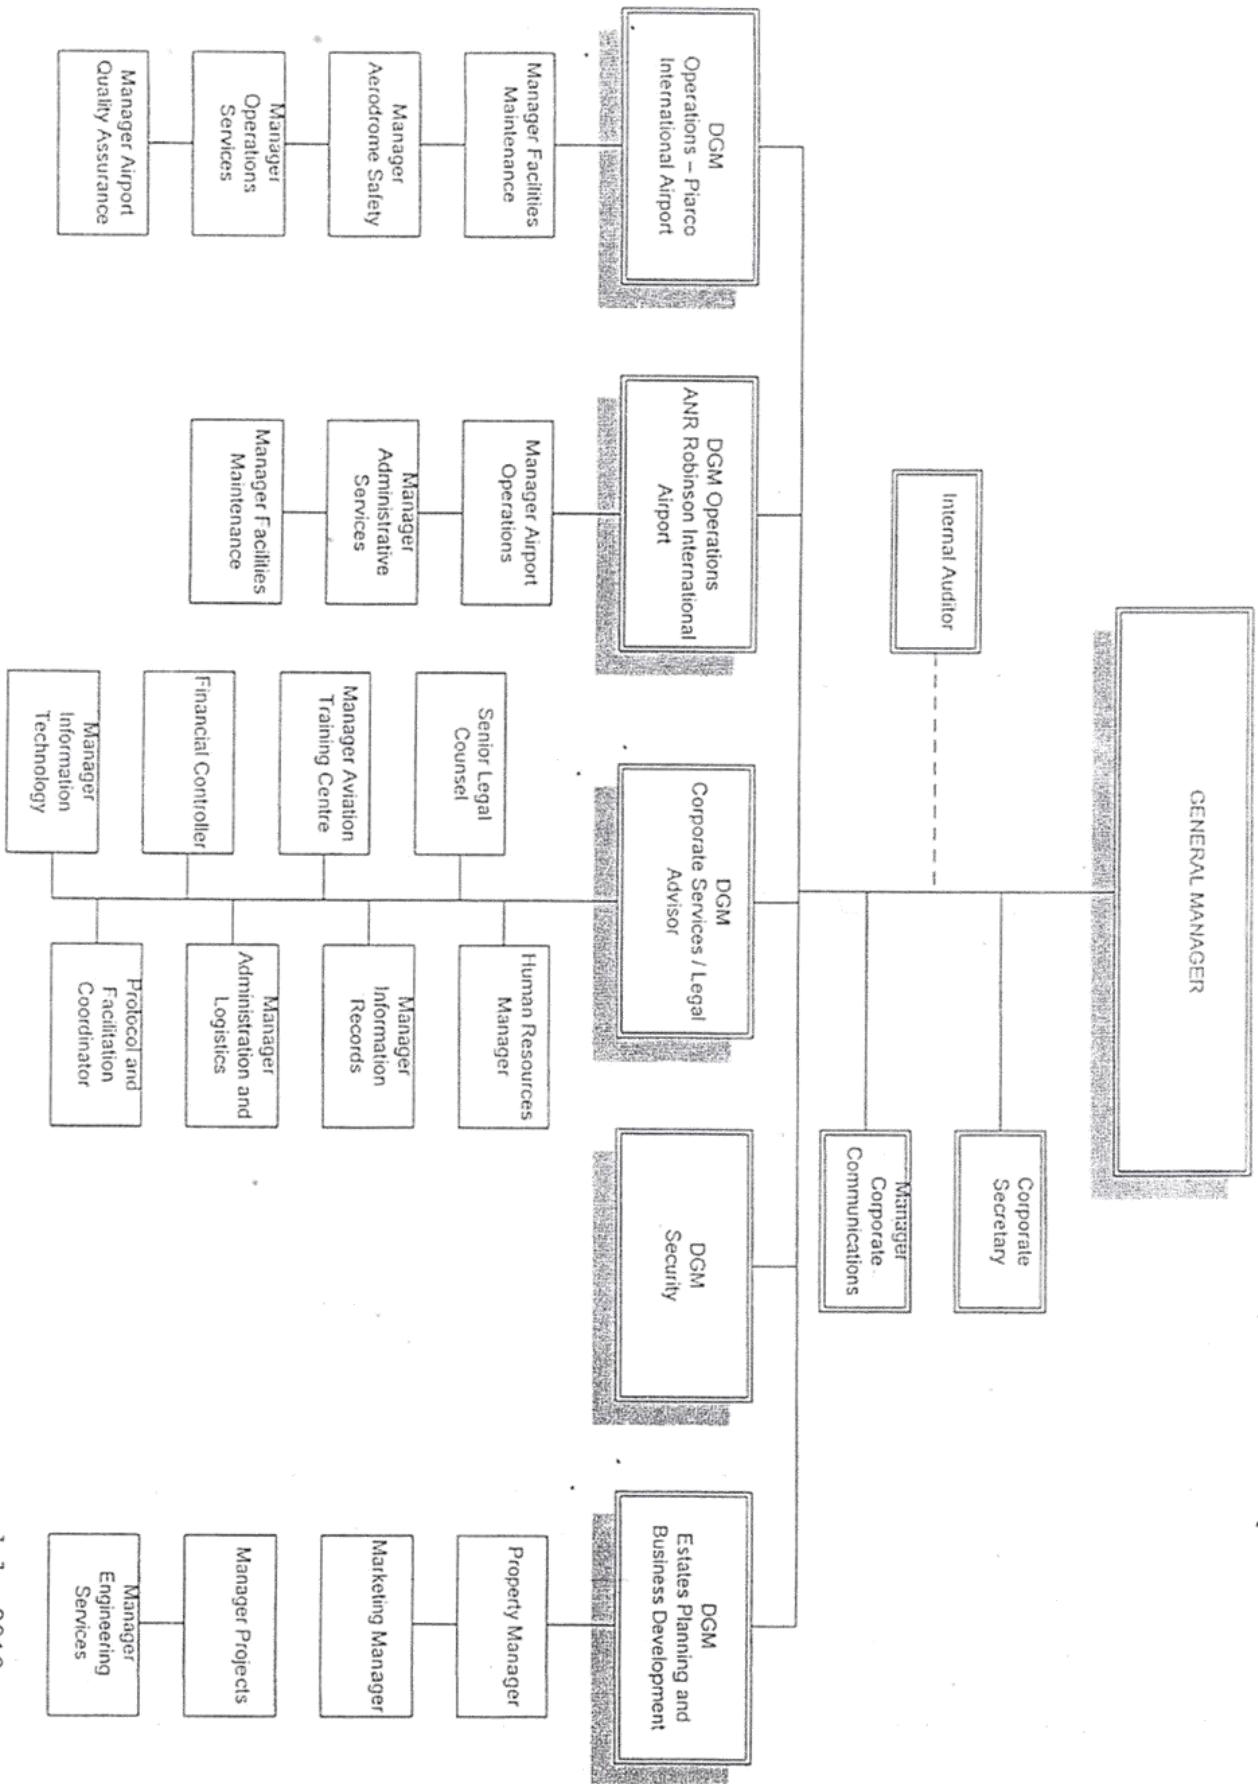 GENERAL MANAGER
Internal Auditor
Corporate
Secretary
Manager
Corporate
Communications
DGM
Operations – Piarco
International Airport
DGM Operations
ANR Robinson International
Airport
DGM
Corporate Services / Legal
Advisor
DGM
Security
DGM
Estates Planning and
Business Development
Manager Facilities
Maintenance
Manager
Aerodrome Safety
Manager
Operations
Services
Manager Airport
Quality Assurance
Manager Airport
Operations
Manager
Administrative
Services
Manager Facilities
Maintenance
Senior Legal
Counsel
Human Resources
Manager
Manager Aviation
Training Centre
Manager
Information
Records
Financial Controller
Manager
Administration and
Logistics
Manager
Information
Technology
Protocol and
Facilitation
Coordinator
Property Manager
Marketing Manager
Manager Projects
Manager
Engineering
Services